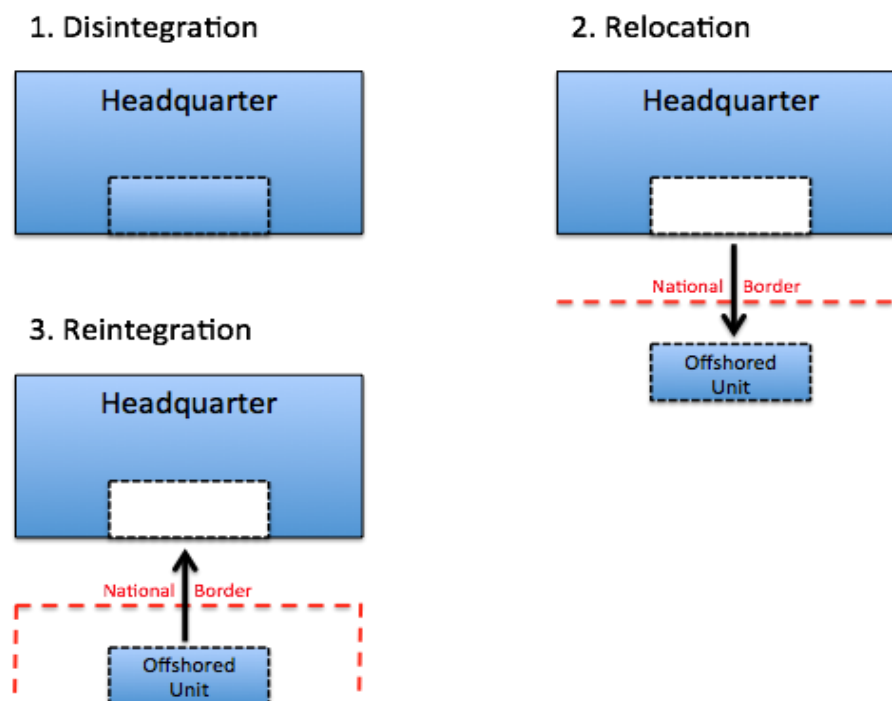 1. Disintegration
Headquarter
2. Relocation
Headquarter
National Border
Offshored
Unit
3. Reintegration
Headquarter
National Border
Offshored
Unit